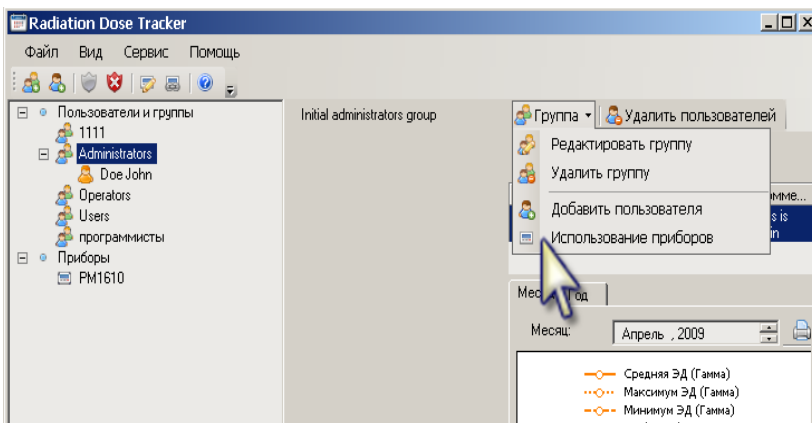 Radiation Dose Tracker
Файл Вид Сервис Помощь
Пользователи и группы
1111
Administrators
Doe John
Operators
Users
программисты
Приборы
PM1610
Initial administrators group
Группа Удалить пользователей
Редактировать группу
Удалить группу
Добавить пользователя
Использование приборов
Год
Месяц: Апрель , 2009
Средняя ЭД (Гамма)
Максимум ЭД (Гамма)
Минимум ЭД (Гамма)